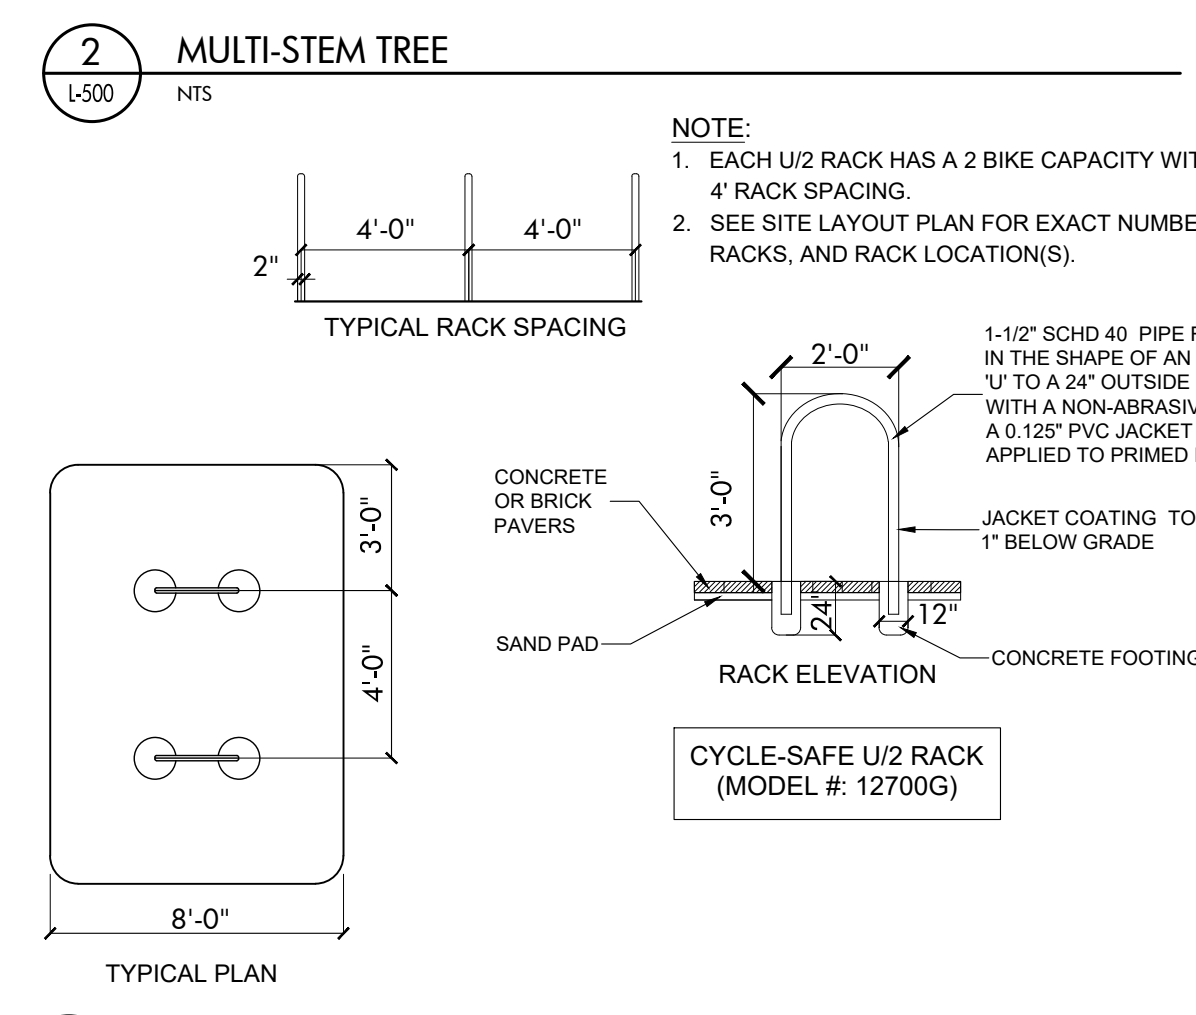 2
L-500
MULTI-STEM TREE
NTS
NOTE:
1. EACH U/2 RACK HAS A 2 BIKE CAPACITY
4' RACK SPACING.
2. SEE SITE LAYOUT PLAN FOR EXACT
RACKS, AND RACK LOCATION(S).
4'-0"
4'-0"
2"
TYPICAL RACK SPACING
1-1/2" SCHD 40 PIPE
IN THE SHAPE OF AN
'U' TO A 24" OUTSIDE
WITH A
A 0.125" PVC JACKET
APPLIED TO PRIMED
2'-0"
3'-0"
CONCRETE
OR BRICK
PAVERS
JACKET COATING TO
1" BELOW GRADE
24"
12"
SAND PAD
CONCRETE FOOTING
RACK ELEVATION
CYCLE-SAFE U/2 RACK
(MODEL #: 12700G)
3'-0"
4'-0"
8'-0"
TYPICAL PLAN